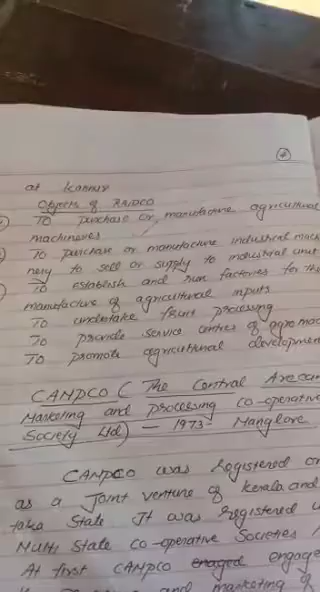 at Kannur
Objects of RAIDCO
TO purchase or manufacture agricultural
machineries
To purchase or manufacture industrial mach
nery to sell or supply to industrial unit
To establish and run factories for the
manufacture of agricultural inputs
TO undertake fruit processing
TO provide service centres of agro mac
TO promote agricultural development
CAMPCO ( The Central Arecan
Marketing and processing co-operative
Society Ltd) - 1973- Manglore
CAMPCO was Registered on
as a Joint venture of kerala and
taka State It was Registered u
Multi State co-operative Societies
At first CAMPCO enaged engage
and marketing of